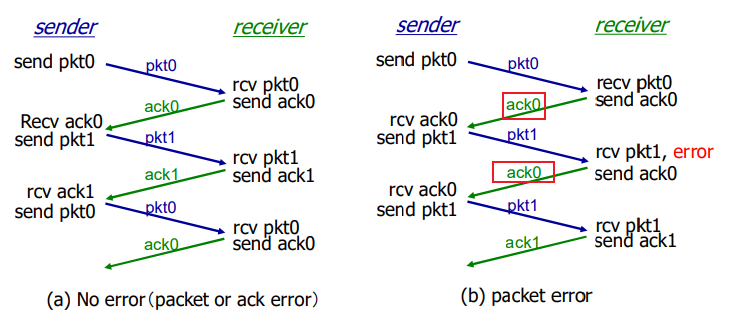 sender
receiver
send pkt0
pkt0
rcv pkt0
send ack0
ack0
Recv ack0
send pkt1
pkt1
rcv pkt1
send ack1
ack1
rcv ack1
send pkt0
pkt0
rcv pkt0
send ack0
ack0
(a) No error(packet or ack error)
sender
receiver
send pkt0
pkt0
recv pkt0
send ack0
ack0
rcv ack0
send pkt1
pkt1
rcv pkt1, error
send ack0
ack0
rcv ack0
send pkt1
pkt1
rcv pkt1
send ack1
ack1
(b) packet error